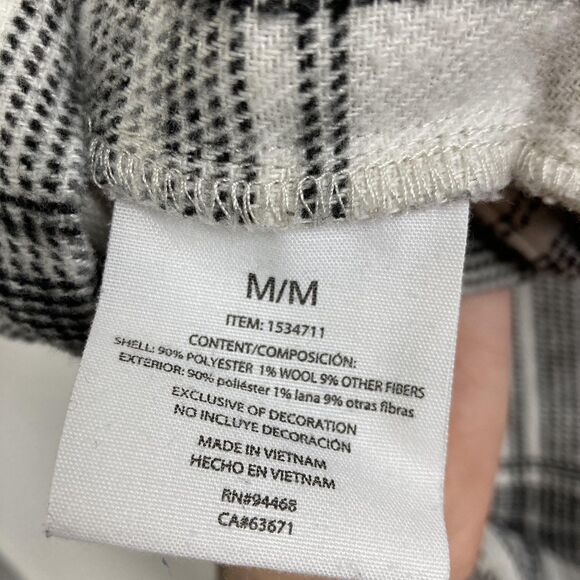 M/M
ITEM: 1534711
CONTENT/COMPOSICIÓN:
SHELL: 90% POLYESTER 1% WOOL 9% OTHER FIBERS
EXTERIOR: 90% poliéster 1% lana 9% otras fibras
EXCLUSIVE OF DECORATION
NO INCLUYE DECORACIÓN
MADE IN VIETNAM
HECHO EN VIETNAM
RN#94468
CA#63671